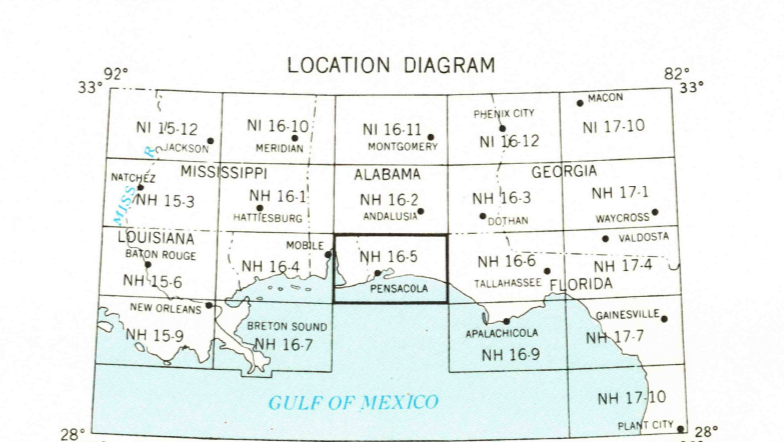 LOCATION DIAGRAM
92° 82°
33° 33°
MACON
PHENIX CITY
NI 15-12 NI 16-10 NI 16-11 NI 16-12 NI 17-10
JACKSON MERIDIAN MONTGOMERY
MISS. R.
MISSISSIPPI ALABAMA GEORGIA
NATCHEZ
NH 15-3 NH 16-1 NH 16-2 NH 16-3 NH 17-1
HATTIESBURG ANDALUSIA DOTHAN WAYCROSS
LOUISIANA MOBILE VALDOSTA
BATON ROUGE
NH 15-6 NH 16-4 NH 16-5 NH 16-6 NH 17-4
PENSACOLA TALLAHASSEE FLORIDA
NEW ORLEANS BRETON SOUND APALACHICOLA GAINESVILLE
NH 15-9 NH 16-7 NH 16-9 NH 17-7
GULF OF MEXICO NH 17-10
PLANT CITY
28° 28°